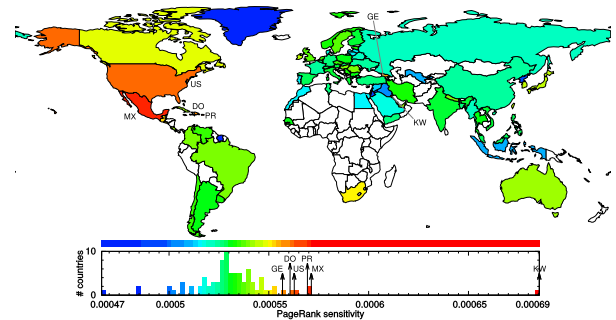 GE
US
DO
MX
PR
KW
10
DO PR
# countries
5
GE
US
MX
KW
0
0.00047
0.0005
0.00055
0.0006
0.00065
0.00069
PageRank sensitivity